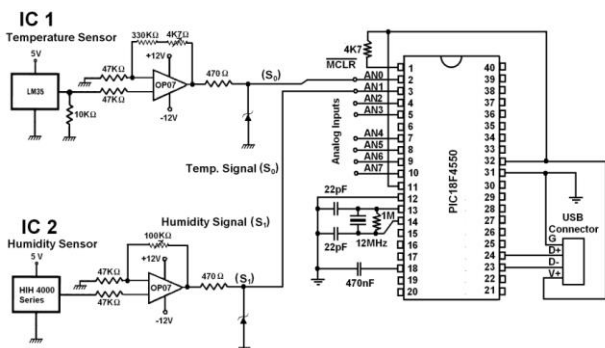 IC 1
Temperature Sensor
5V
LM35
10KΩ
47KΩ
47KΩ
330KΩ
4K7Ω
+12V
OP07
-12V
470Ω
(S₀)
Temp. Signal (S₀)
IC 2
Humidity Sensor
5 V
HIH 4000
Series
47KΩ
47KΩ
Humidity Signal (S₁)
100KΩ
+12V
OP07
-12V
470Ω
(S₁)
4K7
MCLR
AN0
AN1
AN2
AN3
Analog Inputs
AN4
AN5
AN6
AN7
22pF
22pF
1M
12MHz
470nF
PIC18F4550
1
2
3
4
5
6
7
8
9
10
11
12
13
14
15
16
17
18
19
20
40
39
38
37
36
35
34
33
32
31
30
29
28
27
26
25
24
23
22
21
USB
Connector
G
D+
D-
V+